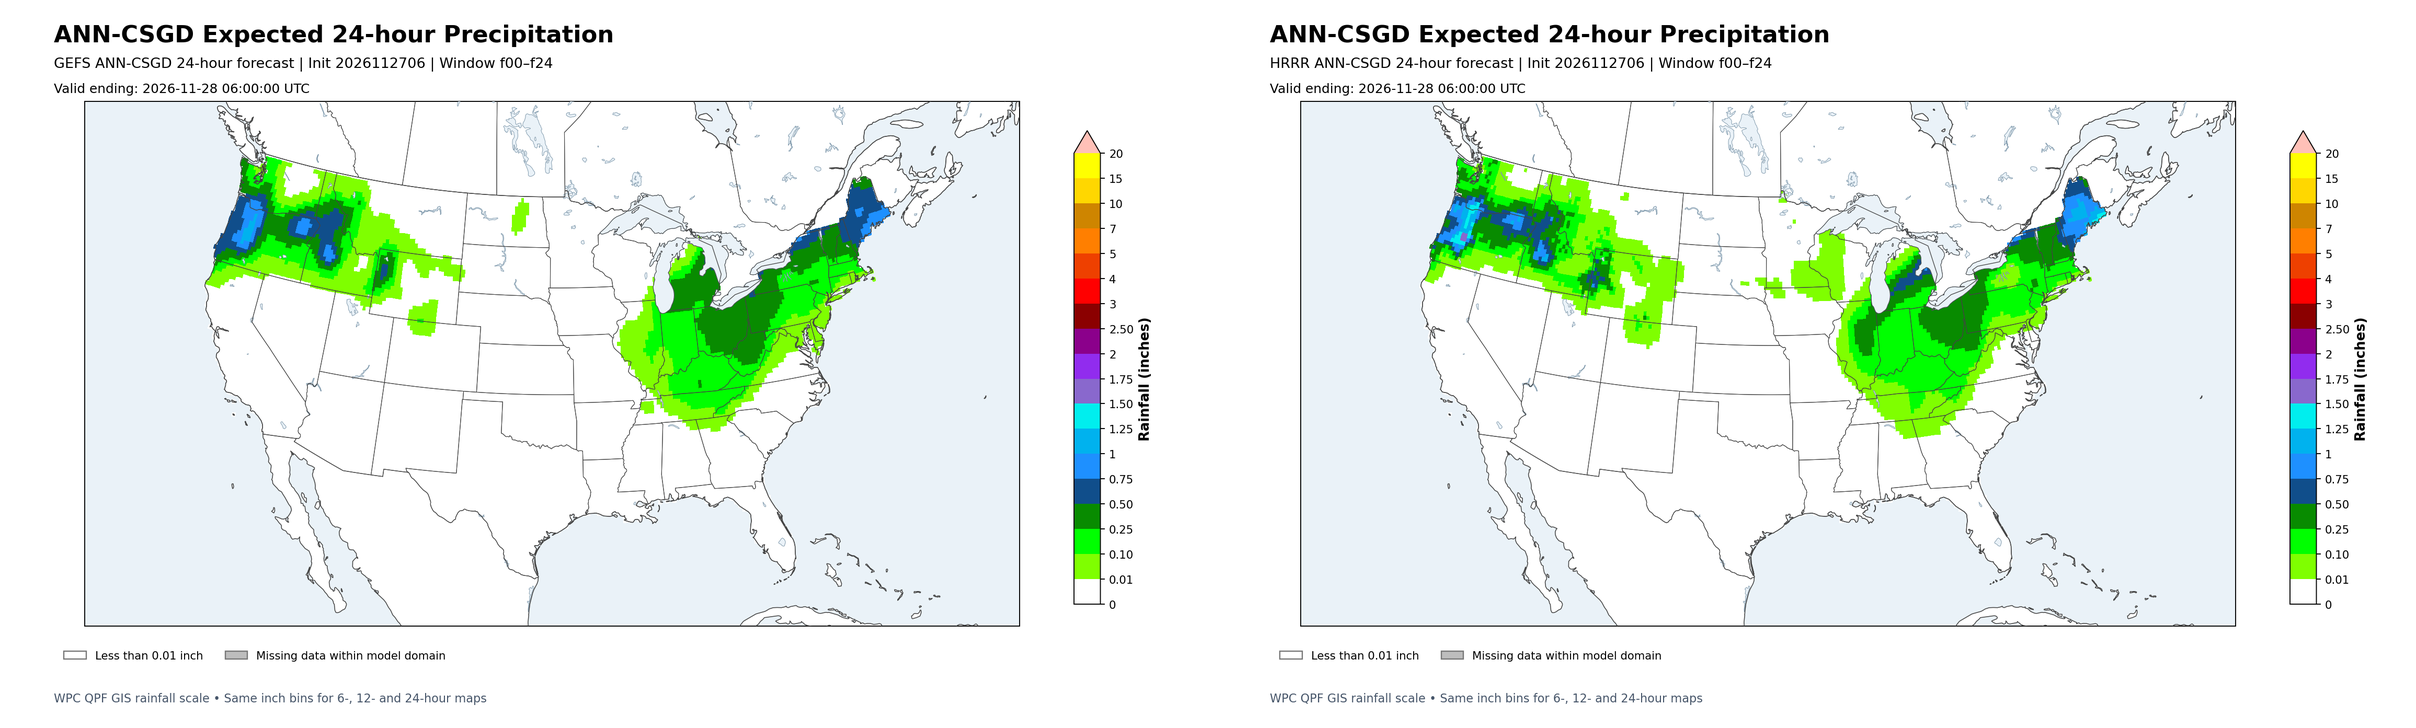 ANN-CSGD Expected 24-hour Precipitation
GEFS ANN-CSGD 24-hour forecast | Init 2026112706 | Window f00–f24
Valid ending: 2026-11-28 06:00:00 UTC
20
15
10
7
5
4
3
2.50
2
1.75
1.50
1.25
1
0.75
0.50
0.25
0.10
0.01
0
Rainfall (inches)
Less than 0.01 inch
Missing data within model domain
WPC QPF GIS rainfall scale • Same inch bins for 6-, 12- and 24-hour maps
ANN-CSGD Expected 24-hour Precipitation
HRRR ANN-CSGD 24-hour forecast | Init 2026112706 | Window f00–f24
Valid ending: 2026-11-28 06:00:00 UTC
20
15
10
7
5
4
3
2.50
2
1.75
1.50
1.25
1
0.75
0.50
0.25
0.10
0.01
0
Rainfall (inches)
Less than 0.01 inch
Missing data within model domain
WPC QPF GIS rainfall scale • Same inch bins for 6-, 12- and 24-hour maps